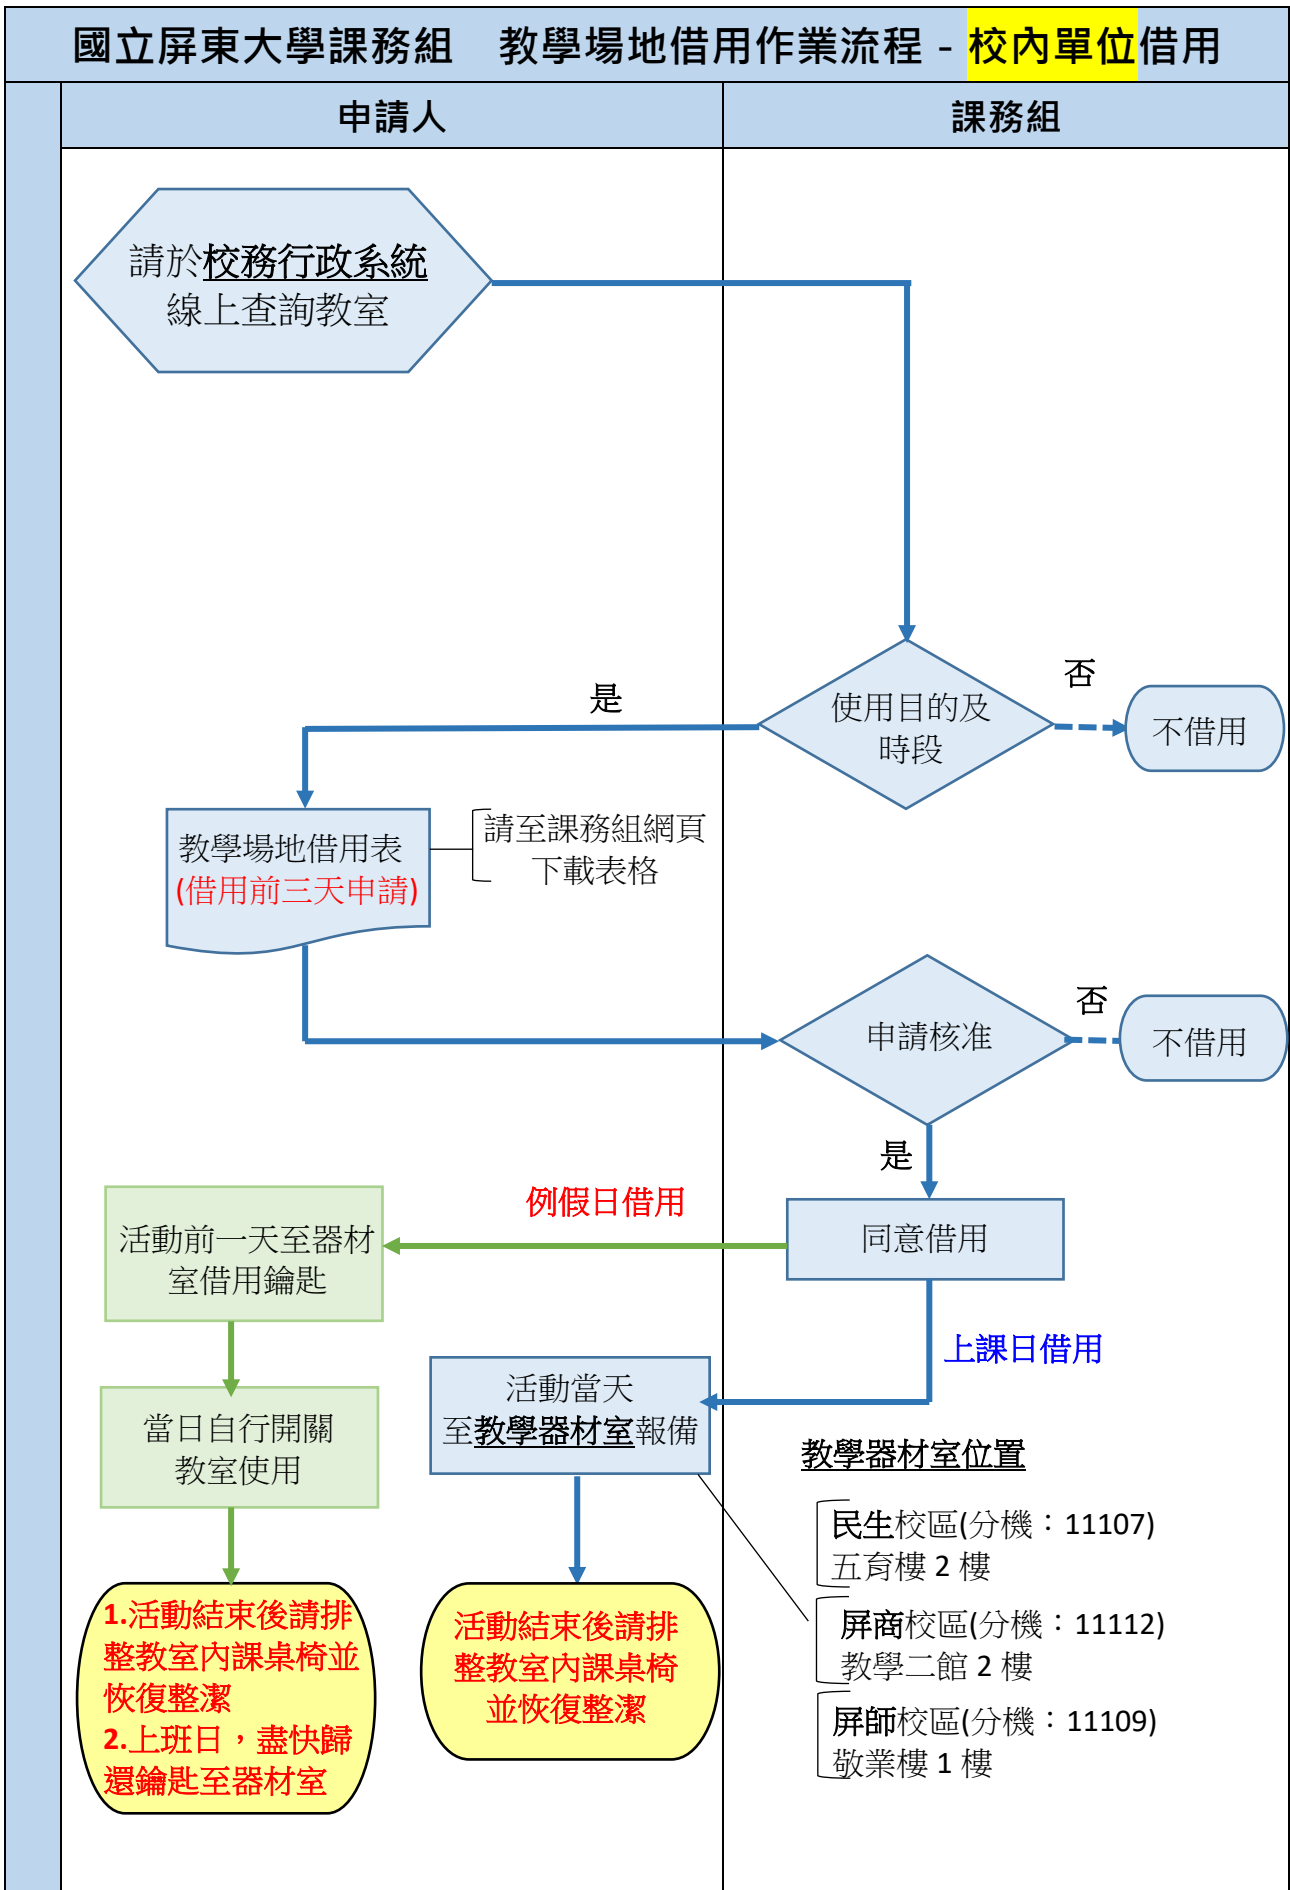 國立屏東大學課務組　教學場地借用作業流程 - 校內單位借用
申請人
課務組
請於校務行政系統
線上查詢教室
使用目的及
時段
否
不借用
是
教學場地借用表
(借用前三天申請)
請至課務組網頁
下載表格
申請核准
否
不借用
是
同意借用
例假日借用
活動前一天至器材
室借用鑰匙
上課日借用
活動當天
至教學器材室報備
當日自行開關
教室使用
教學器材室位置
民生校區(分機：11107)
五育樓 2 樓
屏商校區(分機：11112)
教學二館 2 樓
屏師校區(分機：11109)
敬業樓 1 樓
1.活動結束後請排
整教室內課桌椅並
恢復整潔
2.上班日，盡快歸
還鑰匙至器材室
活動結束後請排
整教室內課桌椅
並恢復整潔